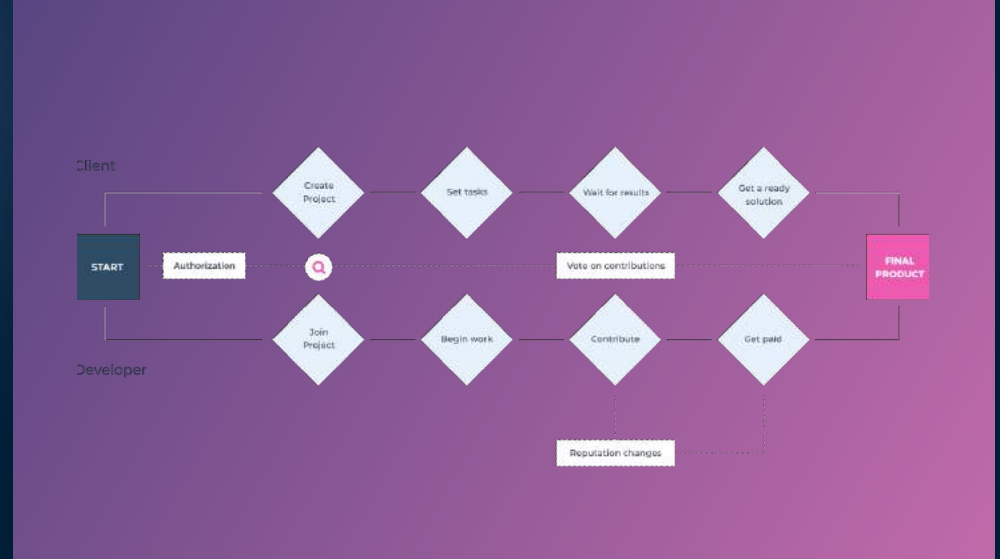 Client
Create
Project
Set tasks
Wait for results
Get a ready
solution
START
Authorization
Vote on contributions
FINAL
PRODUCT
Join
Project
Begin work
Contribute
Get paid
Developer
Reputation changes